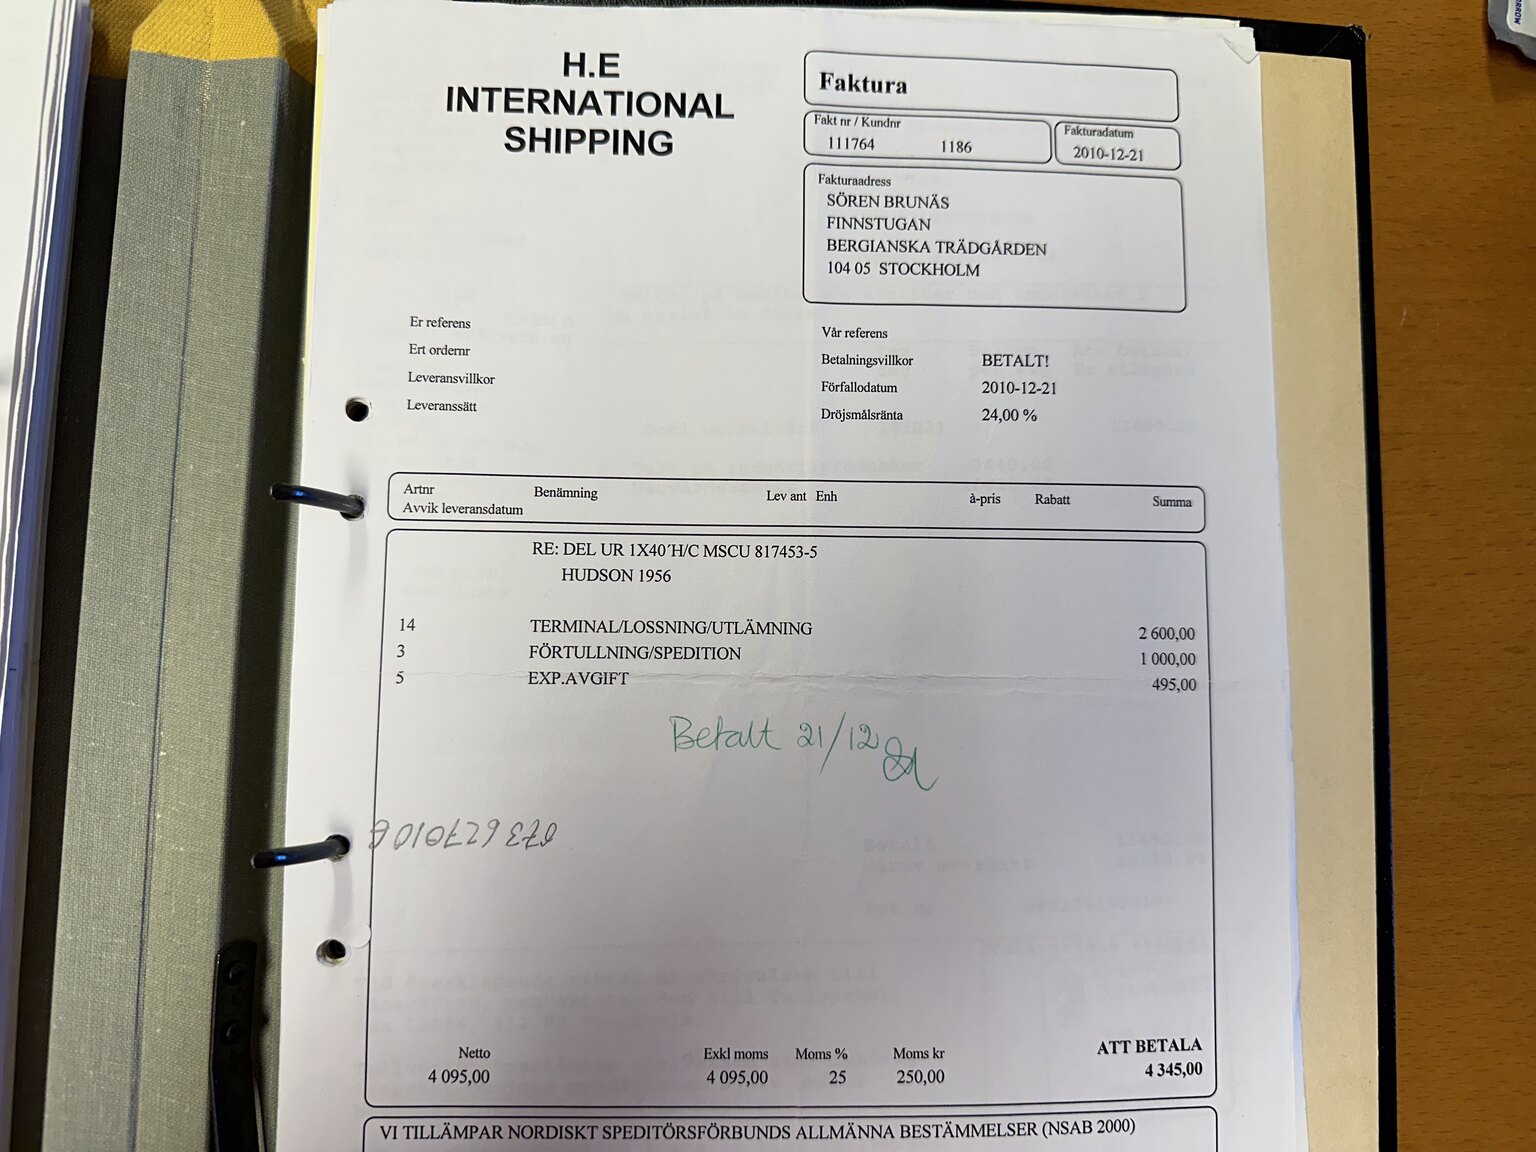 H.E
INTERNATIONAL
SHIPPING
Faktura
Fakt nr / Kundnr
111764 1186
Fakturadatum
2010-12-21
Fakturaadress
SÖREN BRUNÄS
FINNSTUGAN
BERGIANSKA TRÄDGÅRDEN
104 05 STOCKHOLM
Er referens
Ert ordernr
Leveransvillkor
Leveranssätt
Vår referens
Betalningsvillkor BETALT!
Förfallodatum 2010-12-21
Dröjsmålsränta 24,00 %
Artnr Benämning Lev ant Enh à-pris Rabatt Summa
Avvik leveransdatum
RE: DEL UR 1X40´H/C MSCU 817453-5
HUDSON 1956
14 TERMINAL/LOSSNING/UTLÄMNING 2 600,00
3 FÖRTULLNING/SPEDITION 1 000,00
5 EXP.AVGIFT 495,00
Betalt 21/12
Netto Exkl moms Moms % Moms kr ATT BETALA
4 095,00 4 095,00 25 250,00 4 345,00
VI TILLÄMPAR NORDISKT SPEDITÖRSFÖRBUNDS ALLMÄNNA BESTÄMMELSER (NSAB 2000)